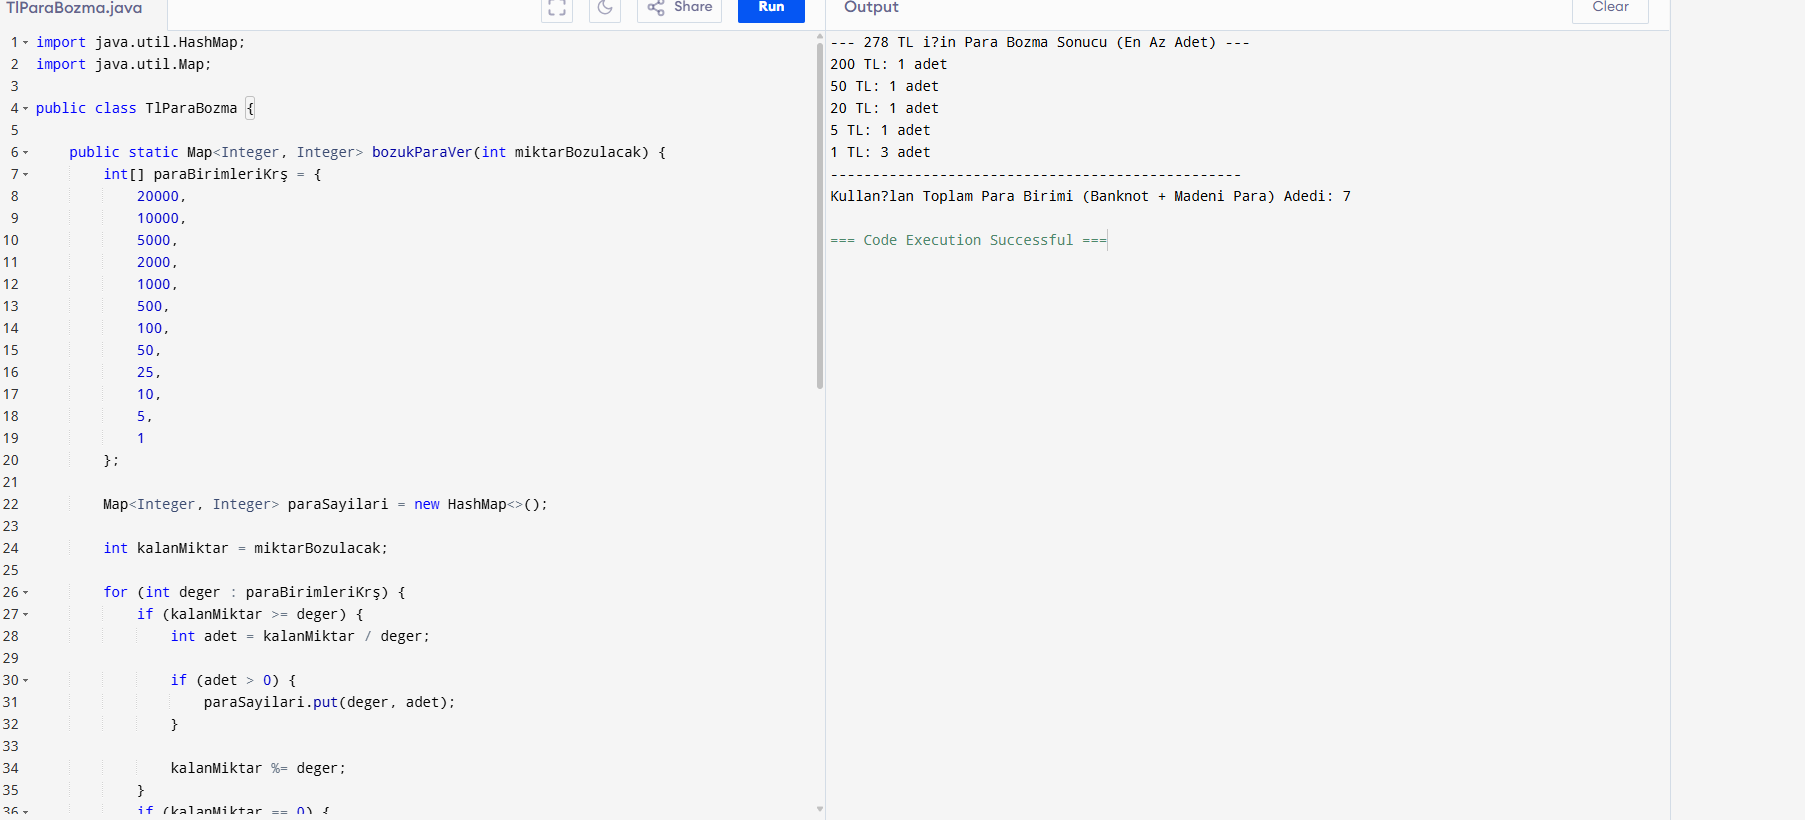 TlParaBozma.java
Share
Run
Output
Clear
1 import java.util.HashMap;
2 import java.util.Map;
3
4 public class TlParaBozma {
5
6 public static Map<Integer, Integer> bozukParaVer(int miktarBozulacak) {
7 int[] paraBirimleriKrş = {
8 20000,
9 10000,
10 5000,
11 2000,
12 1000,
13 500,
14 100,
15 50,
16 25,
17 10,
18 5,
19 1
20 };
21
22 Map<Integer, Integer> paraSayilari = new HashMap<>();
23
24 int kalanMiktar = miktarBozulacak;
25
26 for (int deger : paraBirimleriKrş) {
27 if (kalanMiktar >= deger) {
28 int adet = kalanMiktar / deger;
29
30 if (adet > 0) {
31 paraSayilari.put(deger, adet);
32 }
33
34 kalanMiktar %= deger;
35 }
36 if (kalanMiktar == 0) {
--- 278 TL i?in Para Bozma Sonucu (En Az Adet) ---
200 TL: 1 adet
50 TL: 1 adet
20 TL: 1 adet
5 TL: 1 adet
1 TL: 3 adet
-------------------------------------------------
Kullan?lan Toplam Para Birimi (Banknot + Madeni Para) Adedi: 7
=== Code Execution Successful ===